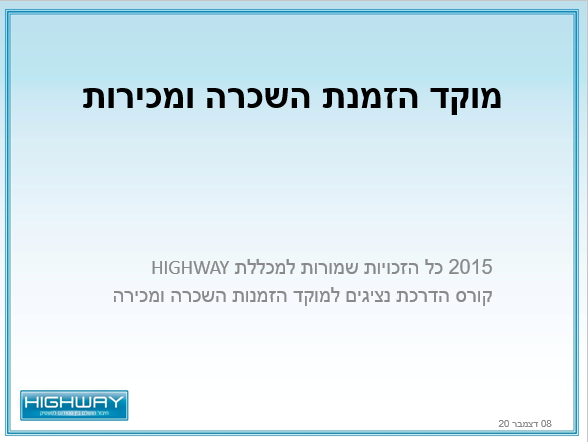 מוקד הזמנת השכרה ומכירות
2015 כל הזכויות שמורות למכללת HIGHWAY
קורס הדרכת נציגים למוקד הזמנות השכרה ומכירה
HIGHWAY
08 דצמבר 20